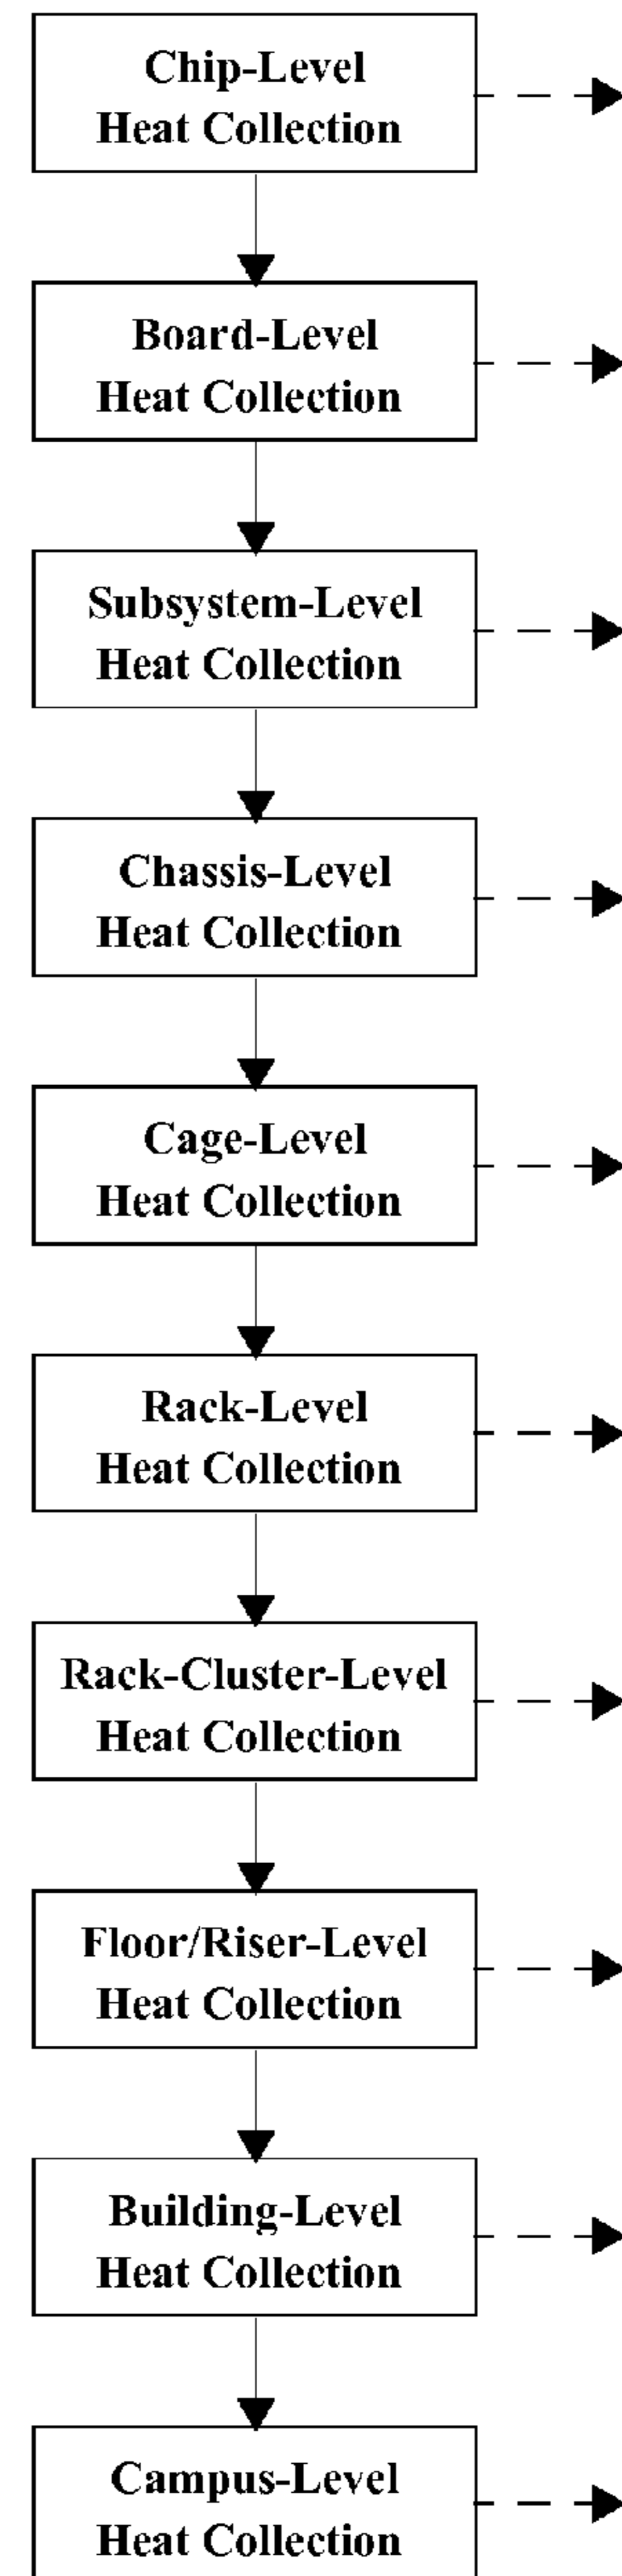 Chip-Level
Heat Collection
Board-Level
Heat Collection
Subsystem-Level
Heat Collection
Chassis-Level
Heat Collection
Cage-Level
Heat Collection
Rack-Level
Heat Collection
Rack-Cluster-Level
Heat Collection
Floor/Riser-Level
Heat Collection
Building-Level
Heat Collection
Campus-Level
Heat Collection